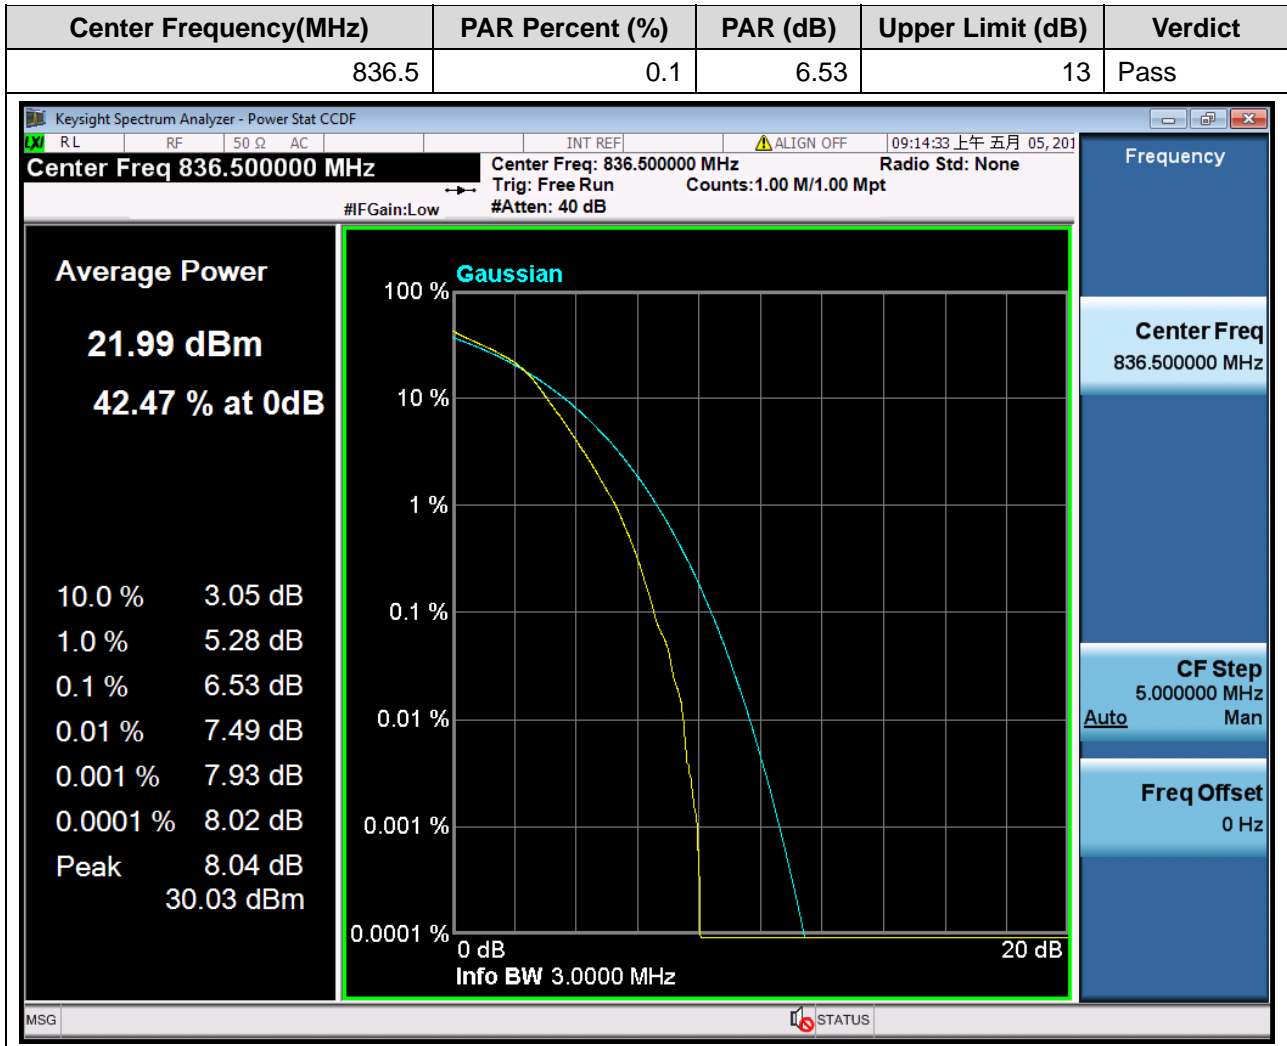 Center Frequency(MHz) PAR Percent (%) PAR (dB) Upper Limit (dB) Verdict
836.5 0.1 6.53 13 Pass
Keysight Spectrum Analyzer - Power Stat CCDF
LXI RL RF 50 Ω AC INT REF ALIGN OFF 09:14:33 上午 五月 05, 201
Center Freq 836.500000 MHz
Center Freq: 836.500000 MHz Radio Std: None
Trig: Free Run Counts:1.00 M/1.00 Mpt
#IFGain:Low #Atten: 40 dB
Frequency
Average Power
21.99 dBm
42.47 % at 0dB
10.0 % 3.05 dB
1.0 % 5.28 dB
0.1 % 6.53 dB
0.01 % 7.49 dB
0.001 % 7.93 dB
0.0001 % 8.02 dB
Peak 8.04 dB
30.03 dBm
Gaussian
100 %
10 %
1 %
0.1 %
0.01 %
0.001 %
0.0001 %
0 dB 20 dB
Info BW 3.0000 MHz
Center Freq
836.500000 MHz
CF Step
5.000000 MHz
Auto Man
Freq Offset
0 Hz
MSG STATUS